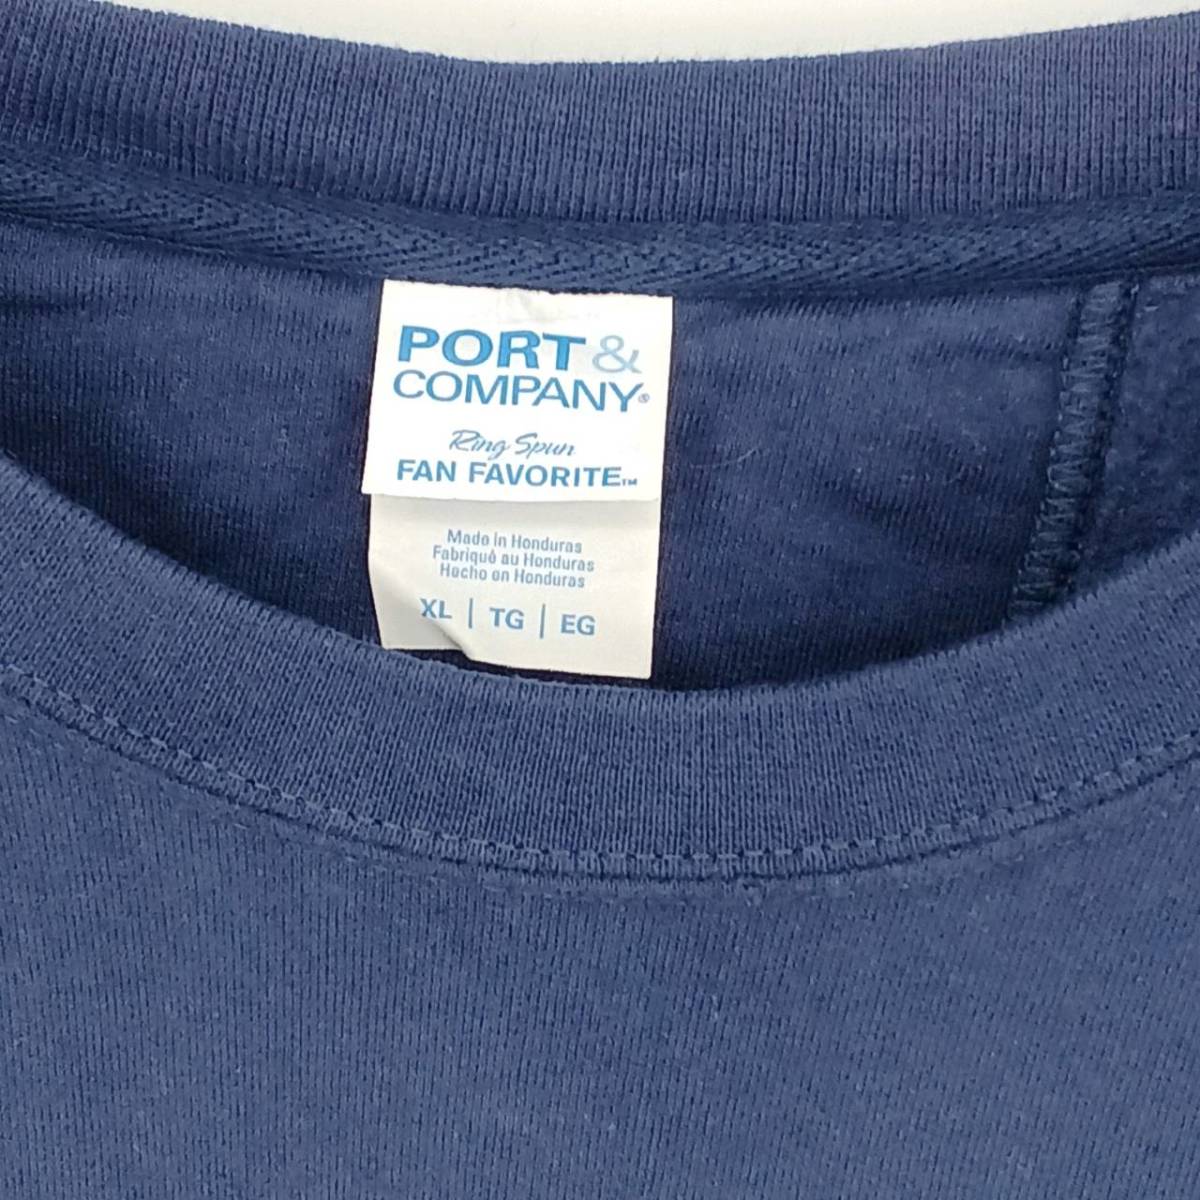 PORT &
COMPANY®
Ring Spun
FAN FAVORITE™
Made in Honduras
Fabriqué au Honduras
Hecho en Honduras
XL | TG | EG